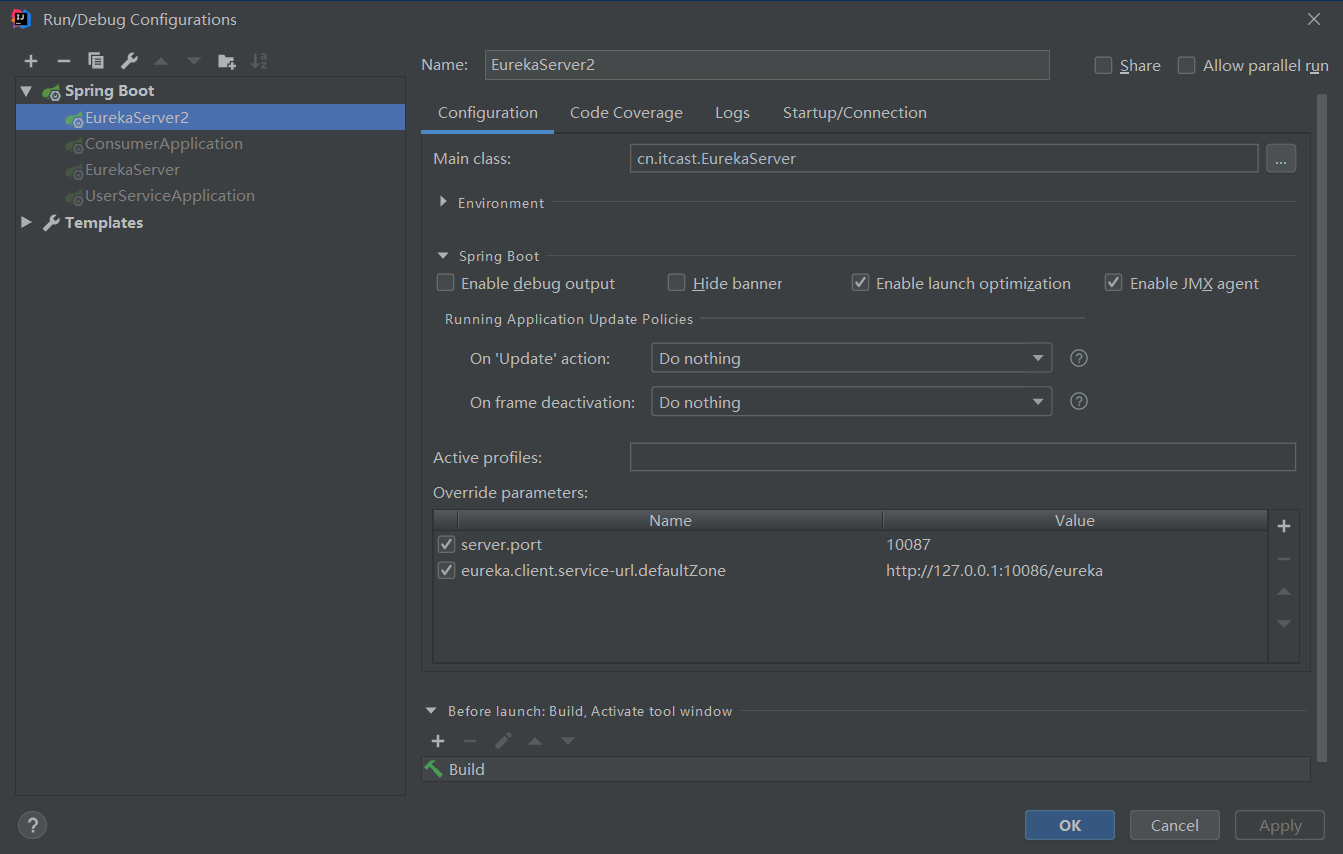 Run/Debug Configurations
Spring Boot
EurekaServer2
ConsumerApplication
EurekaServer
UserServiceApplication
Templates
Name: EurekaServer2 Share Allow parallel run
Configuration Code Coverage Logs Startup/Connection
Main class: cn.itcast.EurekaServer ...
Environment
Spring Boot
Enable debug output Hide banner Enable launch optimization Enable JMX agent
Running Application Update Policies
On 'Update' action: Do nothing ?
On frame deactivation: Do nothing ?
Active profiles:
Override parameters:
Name Value
server.port 10087
eureka.client.service-url.defaultZone http://127.0.0.1:10086/eureka
Before launch: Build, Activate tool window
Build
? OK Cancel Apply